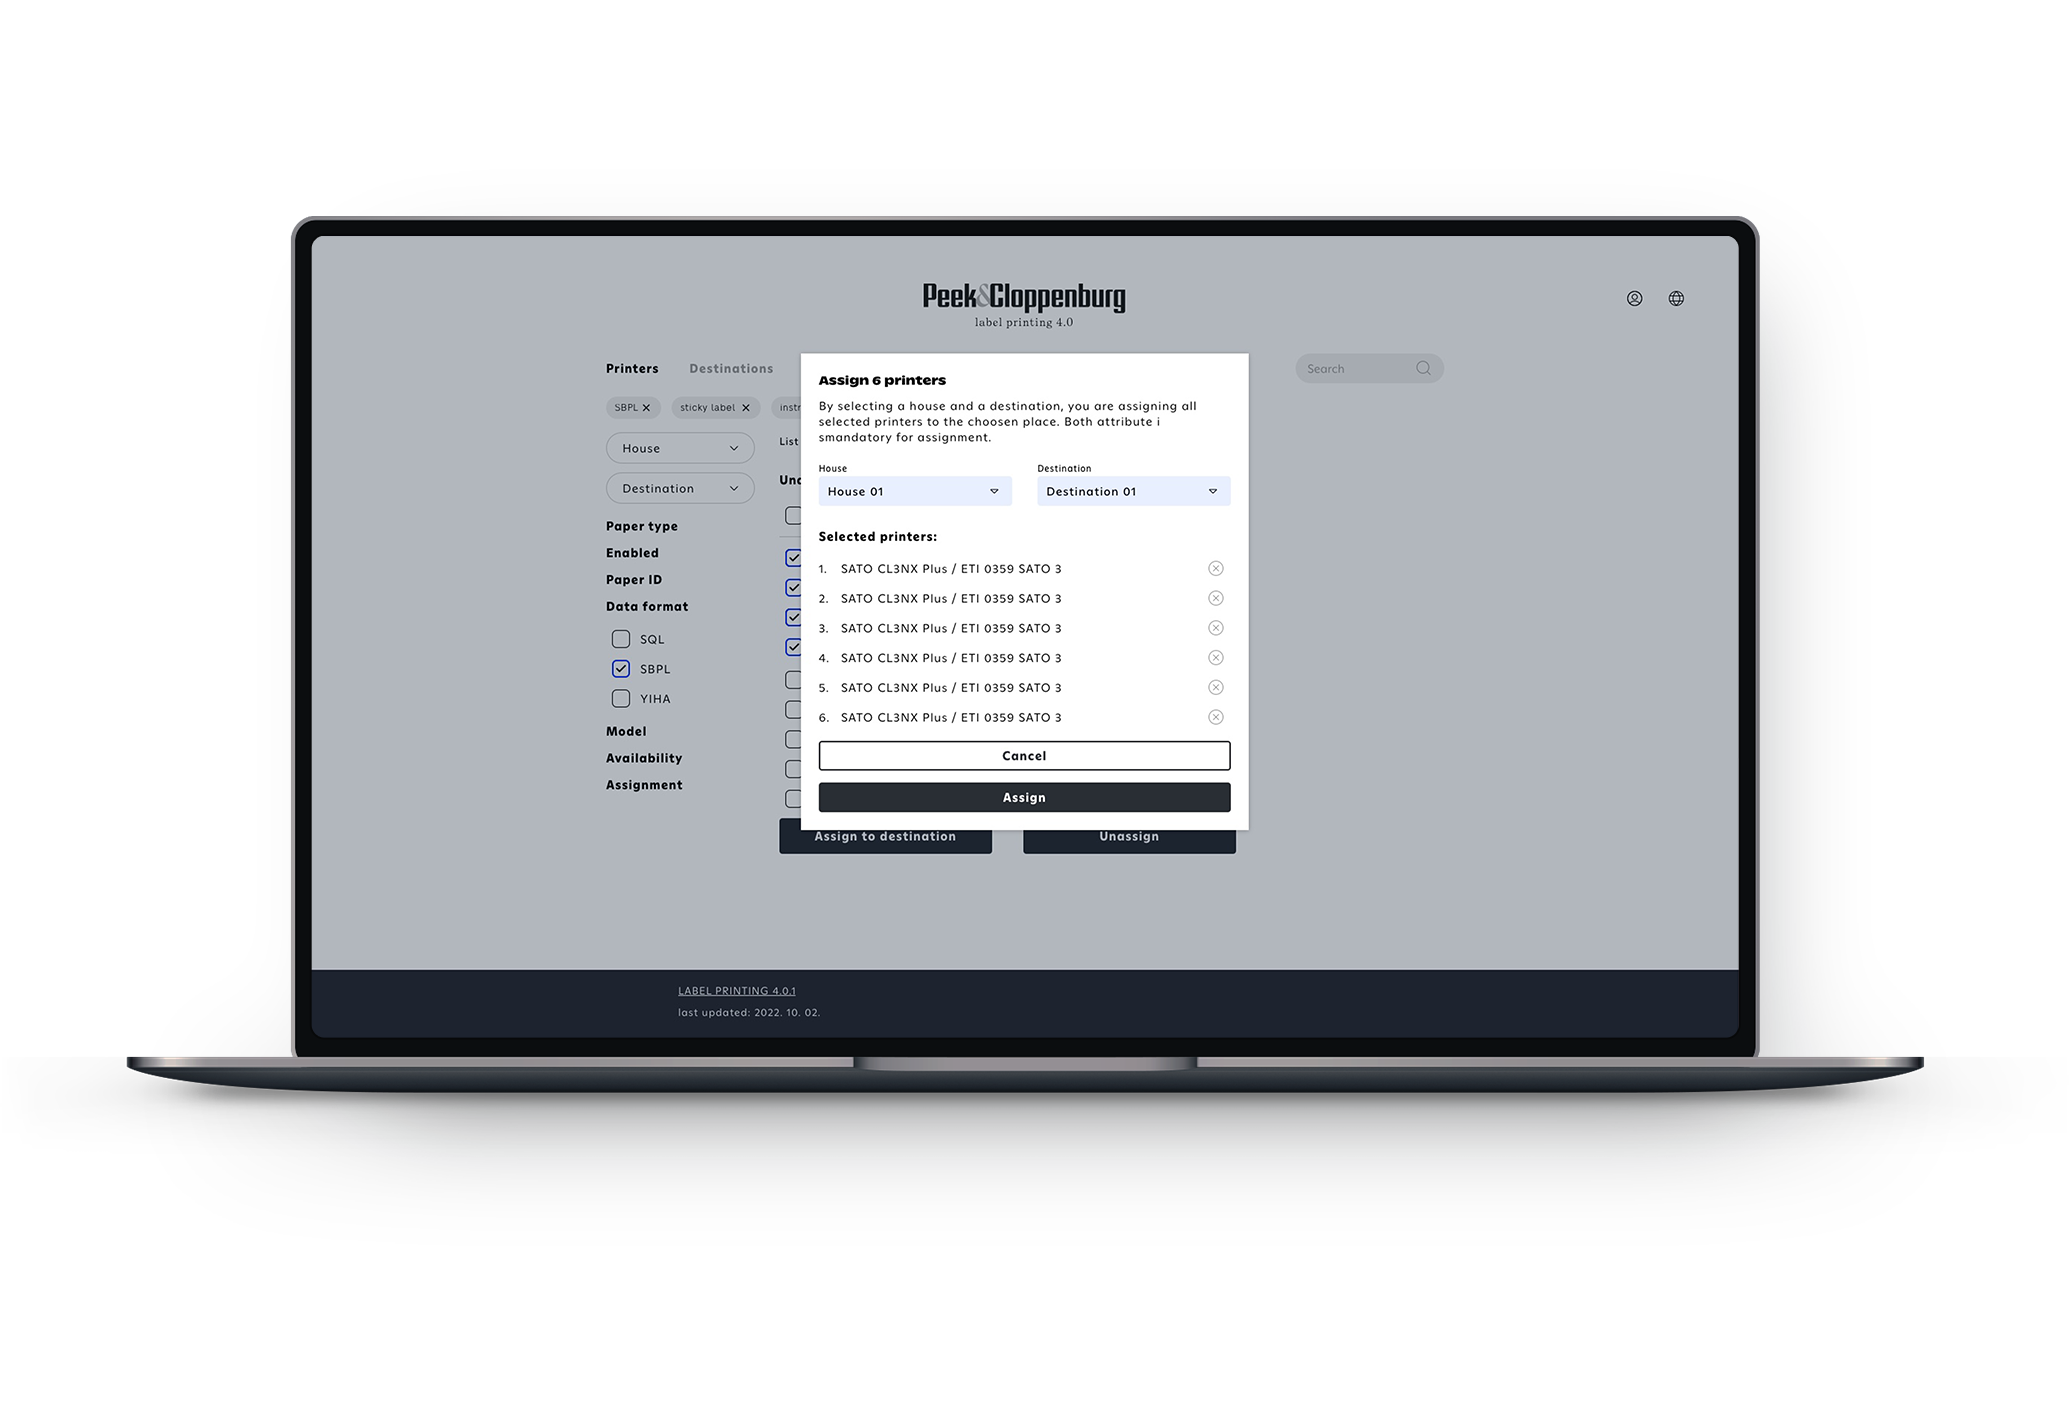 Peek&Cloppenburg
label printing 4.0
Printers
Destinations
Search
SBPL
sticky label
House
Destination
Paper type
Enabled
Paper ID
Data format
SQL
SBPL
YIHA
Model
Availability
Assignment
List
Assign 6 printers
By selecting a house and a destination, you are assigning all
selected printers to the choosen place. Both attribute i
smandatory for assignment.
House
Destination
House 01
Destination 01
Selected printers:
1. SATO CL3NX Plus / ETI 0359 SATO 3
2. SATO CL3NX Plus / ETI 0359 SATO 3
3. SATO CL3NX Plus / ETI 0359 SATO 3
4. SATO CL3NX Plus / ETI 0359 SATO 3
5. SATO CL3NX Plus / ETI 0359 SATO 3
6. SATO CL3NX Plus / ETI 0359 SATO 3
Cancel
Assign
Assign to destination
Unassign
LABEL PRINTING 4.0.1
last updated: 2022. 10. 02.